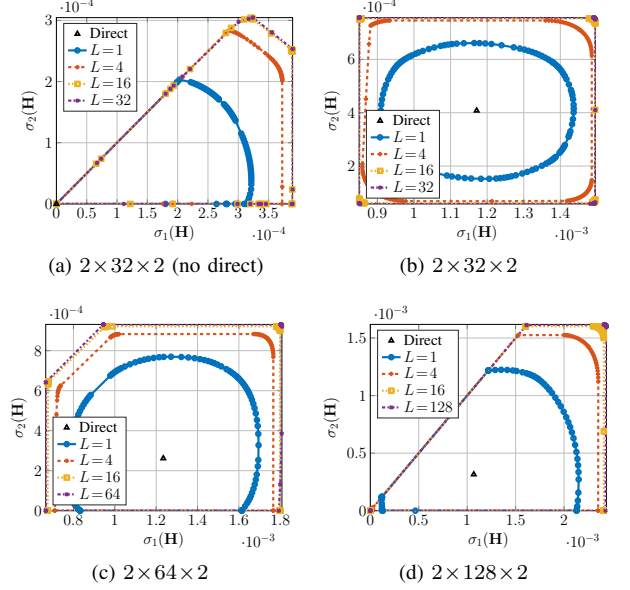 ·10⁻⁴
3
2
1
0
σ₂(H)
Direct
L=1
L=4
L=16
L=32
0 0.5 1 1.5 2 2.5 3 3.5
σ₁(H) ·10⁻⁴
(a) 2×32×2 (no direct)
·10⁻⁴
6
4
2
σ₂(H)
Direct
L=1
L=4
L=16
L=32
0.9 1 1.1 1.2 1.3 1.4
σ₁(H) ·10⁻³
(b) 2×32×2
·10⁻⁴
8
6
4
2
0
σ₂(H)
Direct
L=1
L=4
L=16
L=64
0.8 1 1.2 1.4 1.6 1.8
σ₁(H) ·10⁻³
(c) 2×64×2
·10⁻³
1.5
1
0.5
0
σ₂(H)
Direct
L=1
L=4
L=16
L=128
0 0.5 1 1.5 2
σ₁(H) ·10⁻³
(d) 2×128×2